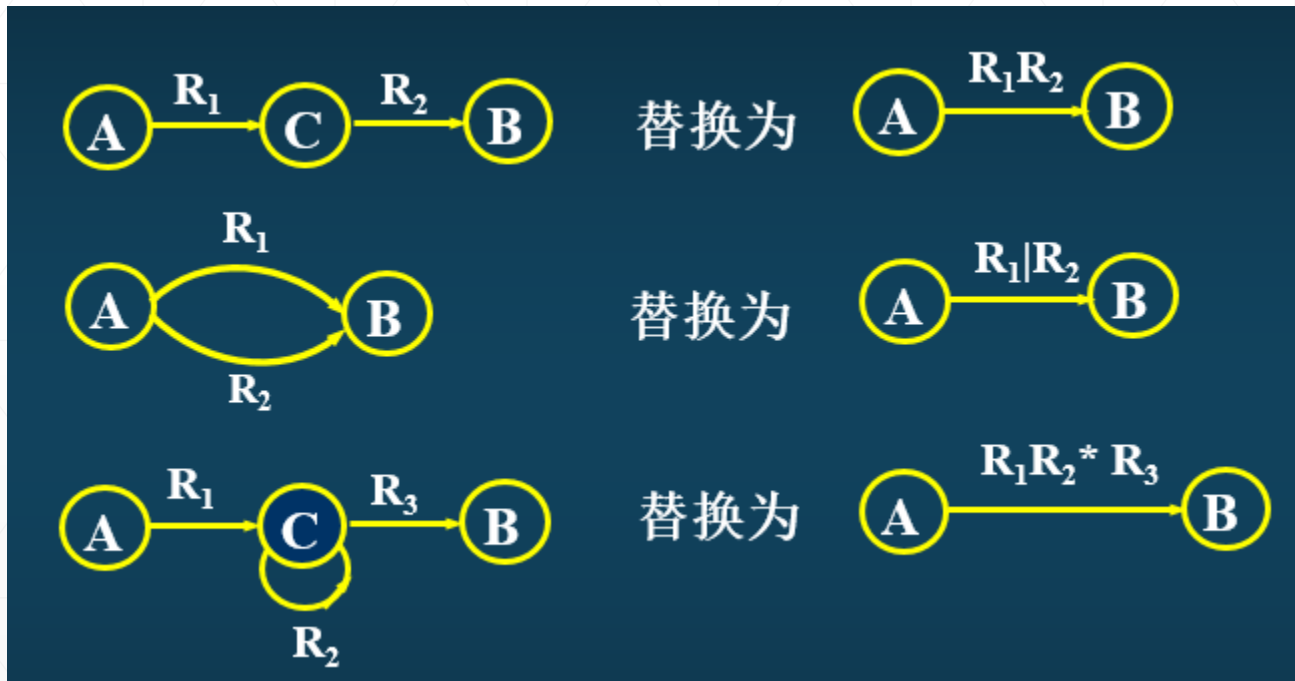 A R₁ C R₂ B 替换为 A R₁R₂ B
A R₁ R₂ B 替换为 A R₁|R₂ B
A R₁ C R₂ R₃ B 替换为 A R₁R₂* R₃ B